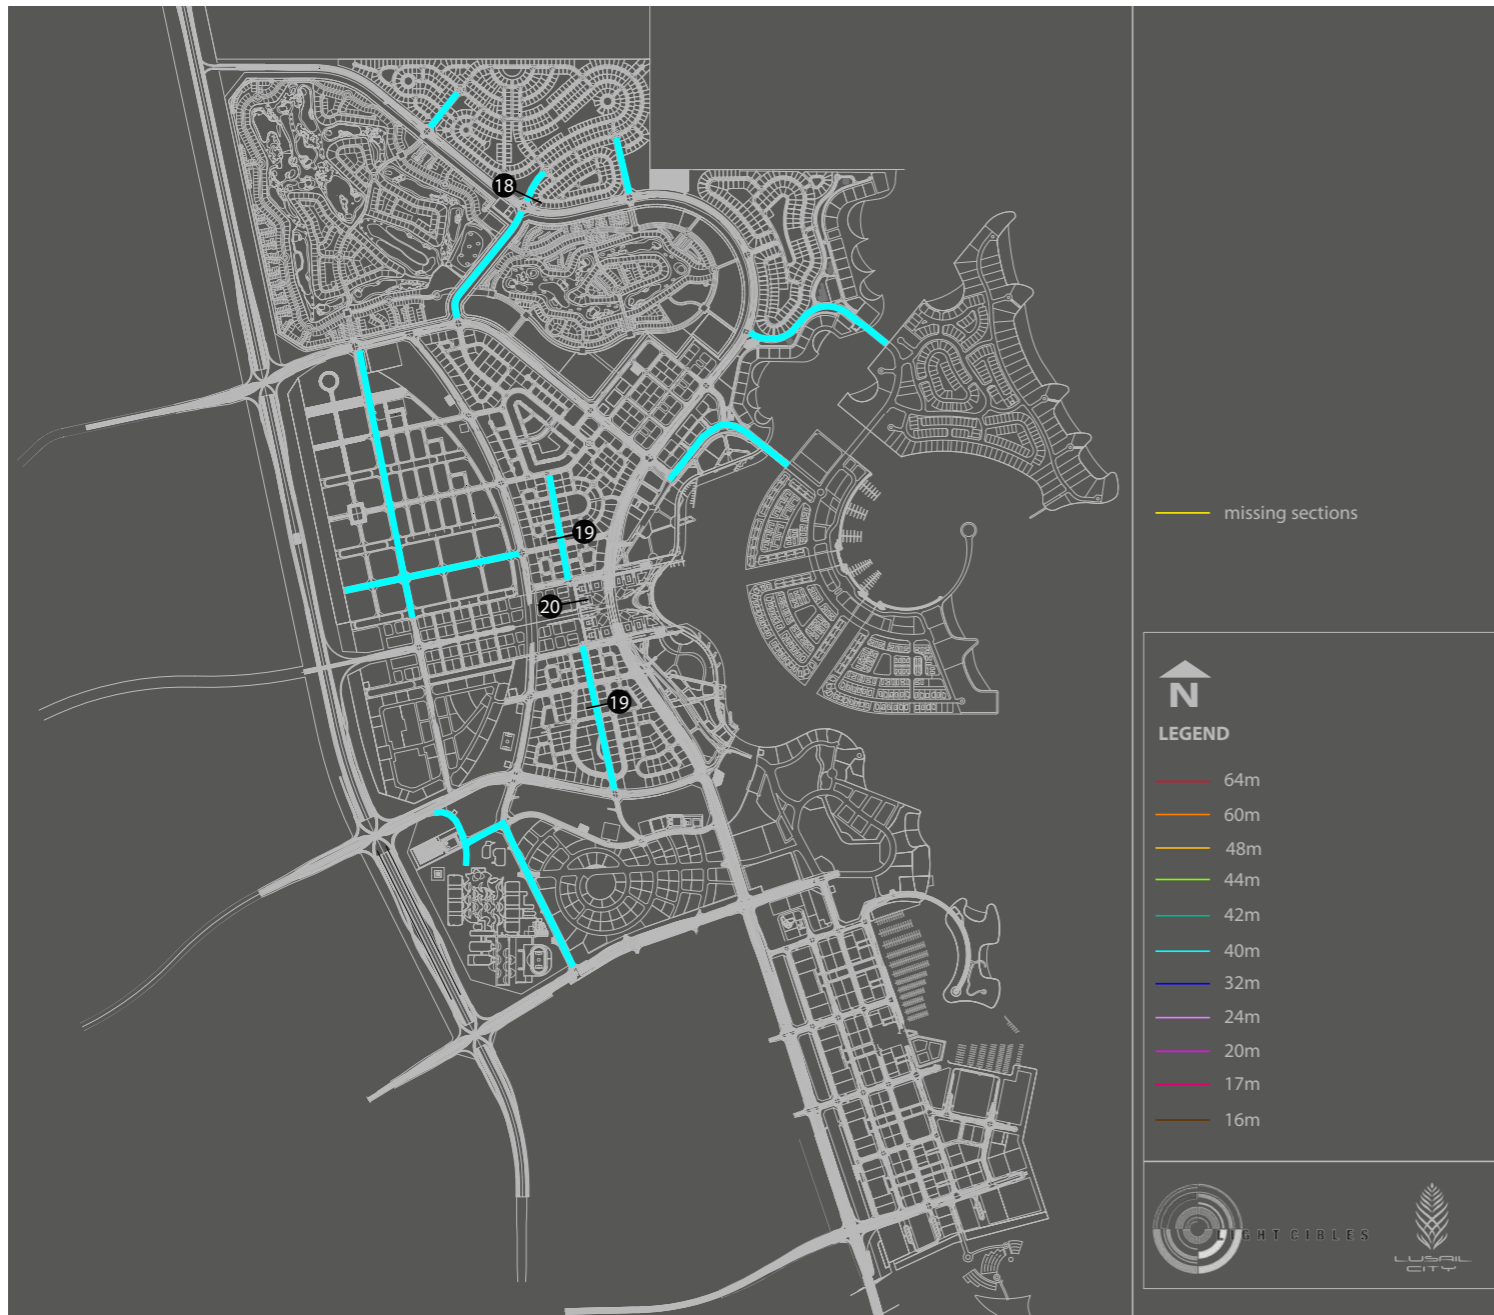 18
19
20
19
missing sections
N
LEGEND
64m
60m
48m
44m
42m
40m
32m
24m
20m
17m
16m
LIGHT CIBLES
LUSAIL
CITY